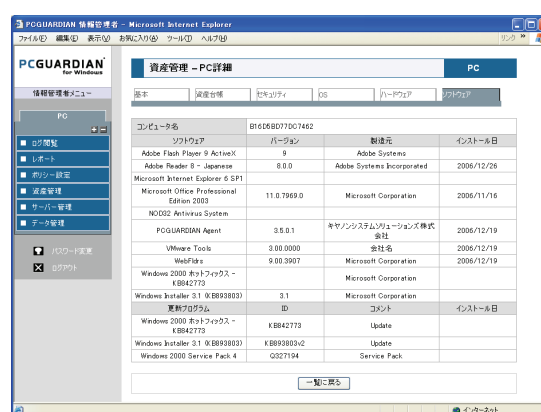 PCGUARDIAN 情報管理者 - Microsoft Internet Explorer
ファイル(F) 編集(E) 表示(V) お気に入り(A) ツール(T) ヘルプ(H) リンク »
PCGUARDIAN
for Windows
資産管理 – PC詳細 PC
情報管理者メニュー
基本 資産台帳 セキュリティ OS ハードウェア ソフトウェア
PC
ログ閲覧
レポート
ポリシー設定
資産管理
サーバー管理
データ管理
パスワード変更
ログアウト
コンピュータ名 B16D5BD77DC7462
ソフトウェア バージョン 製造元 インストール日
Adobe Flash Player 9 ActiveX 9 Adobe Systems
Adobe Reader 8 - Japanese 8.0.0 Adobe Systems Incorporated 2006/12/26
Microsoft Internet Explorer 6 SP1
Microsoft Office Professional Edition 2003 11.0.7969.0 Microsoft Corporation 2006/11/16
NOD32 Antivirus System
PCGUARDIAN Agent 3.5.0.1 キヤノンシステムソリューションズ株式会社 2006/12/19
VMware Tools 3.00.0000 会社名 2006/12/19
WebFldrs 9.00.3907 Microsoft Corporation 2006/12/19
Windows 2000 ホットフィックス - KB842773 Microsoft Corporation
Windows Installer 3.1 (KB893803) 3.1 Microsoft Corporation
更新プログラム ID コメント インストール日
Windows 2000 ホットフィックス - KB842773 KB842773 Update
Windows Installer 3.1 (KB893803) KB893803v2 Update
Windows 2000 Service Pack 4 Q327194 Service Pack
一覧に戻る
インターネット